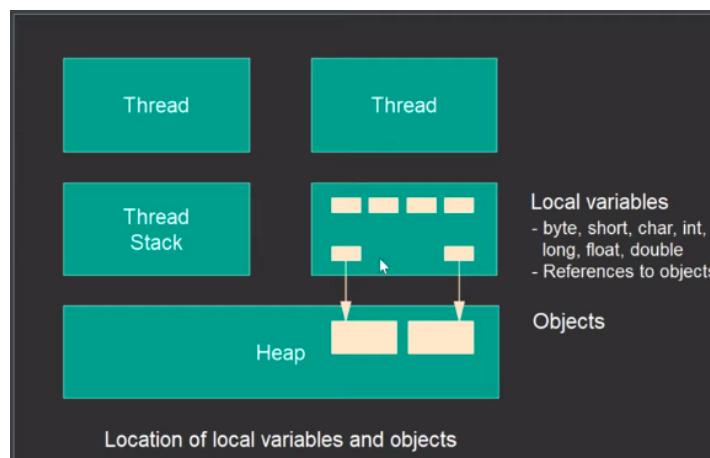 Thread
Thread
Thread
Stack
Local variables
- byte, short, char, int,
long, float, double
- References to objects
Heap
Objects
Location of local variables and objects